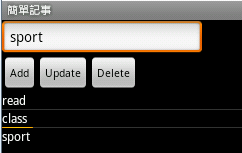 簡單記事
sport
Add Update Delete
read
class
sport